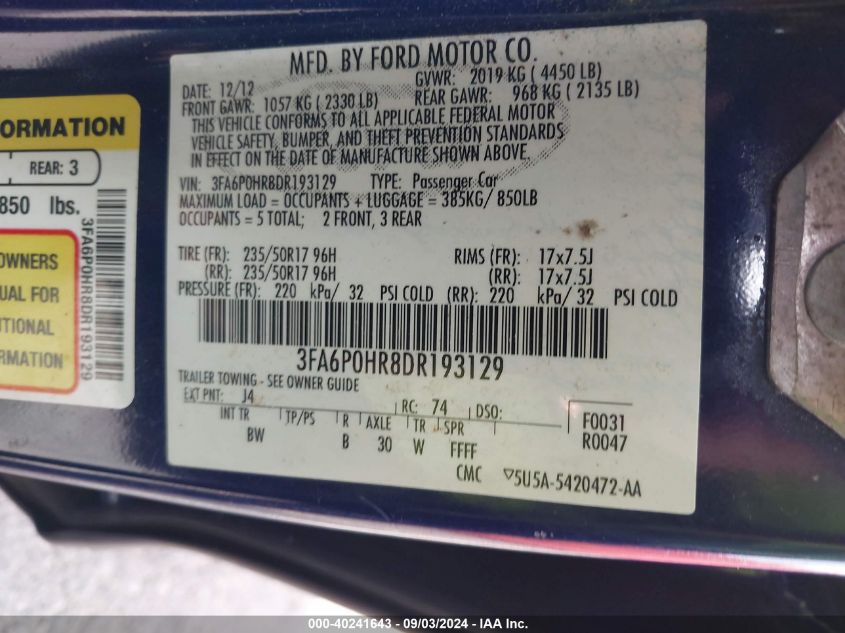 MFD. BY FORD MOTOR CO.
DATE: 12/12 GVWR: 2019 KG ( 4450 LB)
FRONT GAWR: 1057 KG ( 2330 LB) REAR GAWR: 968 KG ( 2135 LB)
THIS VEHICLE CONFORMS TO ALL APPLICABLE FEDERAL MOTOR
VEHICLE SAFETY, BUMPER, AND THEFT PREVENTION STANDARDS
IN EFFECT ON THE DATE OF MANUFACTURE SHOWN ABOVE.
VIN: 3FA6P0HR8DR193129 TYPE: Passenger Car
MAXIMUM LOAD = OCCUPANTS + LUGGAGE = 385KG/ 850LB
OCCUPANTS = 5 TOTAL; 2 FRONT, 3 REAR
TIRE (FR): 235/50R17 96H RIMS (FR): 17x7.5J
(RR): 235/50R17 96H (RR): 17x7.5J
PRESSURE (FR): 220 kPa/ 32 PSI COLD (RR): 220 kPa/ 32 PSI COLD
3FA6P0HR8DR193129
TRAILER TOWING - SEE OWNER GUIDE
EXT PNT: J4 RC: 74 DSO: F0031
INT TR TP/PS R AXLE TR SPR R0047
BW B 30 W FFFF
CMC ▽5U5A-5420472-AA
ORMATION
REAR: 3
850 lbs.
3FA6P0HR8DR193129
OWNERS
UAL FOR
ITIONAL
RMATION
000-40241643 - 09/03/2024 - IAA Inc.